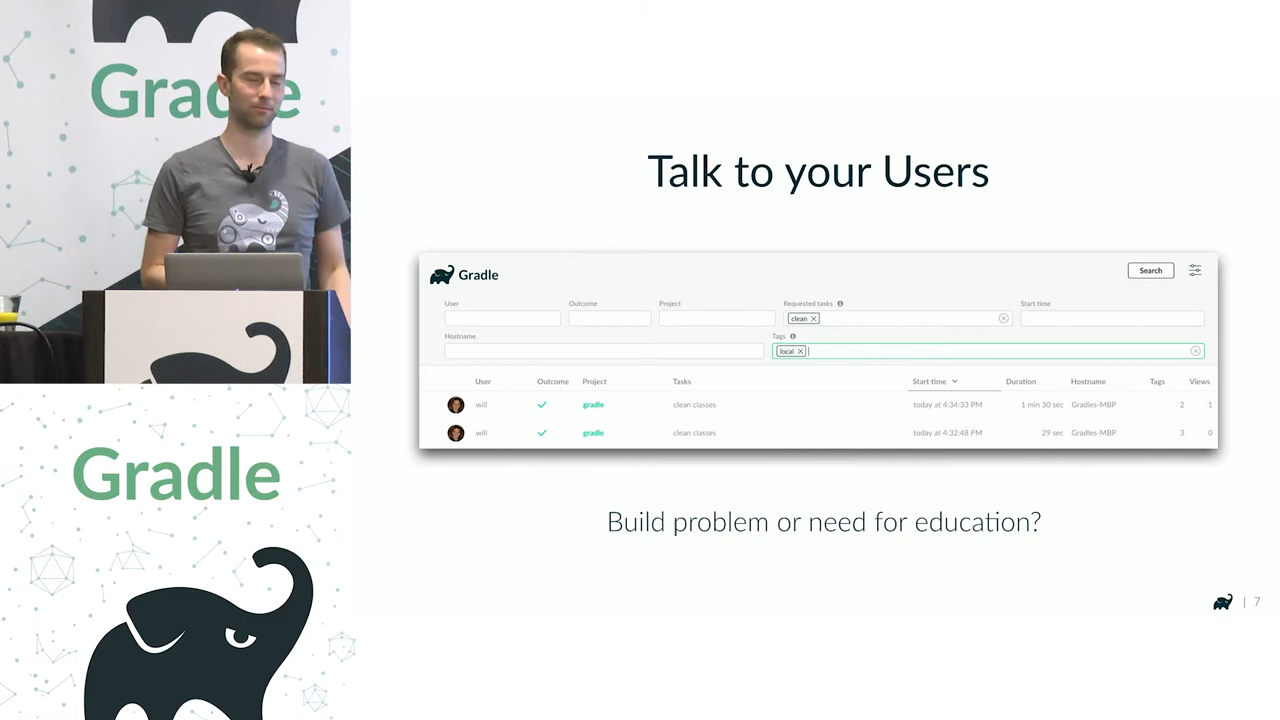 Gradle
Talk to your Users
Gradle
Search
User
Outcome
Project
Requested tasks
Start time
clean
Hostname
Tags
local
User Outcome Project Tasks Start time Duration Hostname Tags Views
will gradle clean classes today at 4:34:33 PM 1 min 30 sec Gradles-MBP 2 1
will gradle clean classes today at 4:32:48 PM 29 sec Gradles-MBP 3 0
Build problem or need for education?
| 7
Gradle